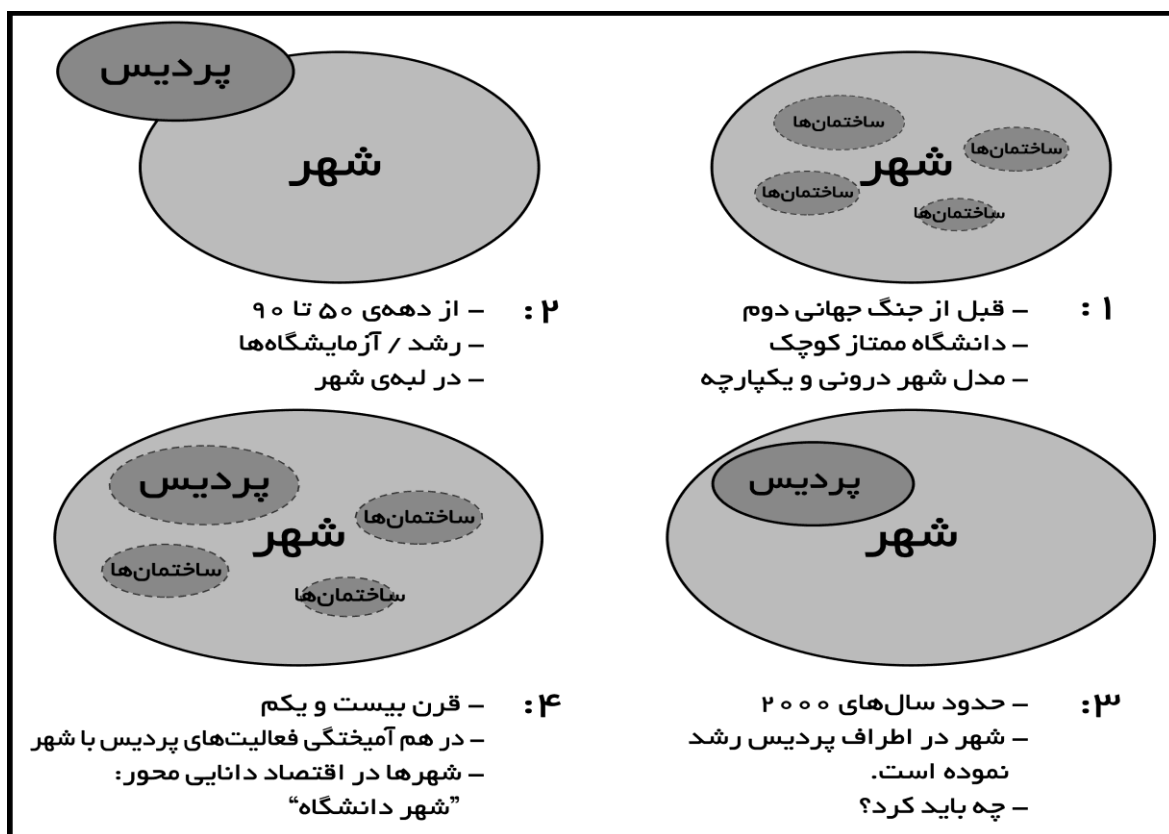 ساختمان‌ها
ساختمان‌ها
شهر
ساختمان‌ها
ساختمان‌ها
۱:
– قبل از جنگ جهانی دوم
– دانشگاه ممتاز کوچک
– مدل شهر درونی و یکپارچه
پردیس
شهر
۲:
– از دهه‌ی ۵۰ تا ۹۰
– رشد / آزمایشگاه‌ها
– در لبه‌ی شهر
پردیس
شهر
۳:
– حدود سال‌های ۲۰۰۰
– شهر در اطراف پردیس رشد
نموده است.
– چه باید کرد؟
پردیس
ساختمان‌ها
شهر
ساختمان‌ها
ساختمان‌ها
۴:
– قرن بیست و یکم
– در هم آمیختگی فعالیت‌های پردیس با شهر
– شهرها در اقتصاد دانایی محور:
”شهر دانشگاه“